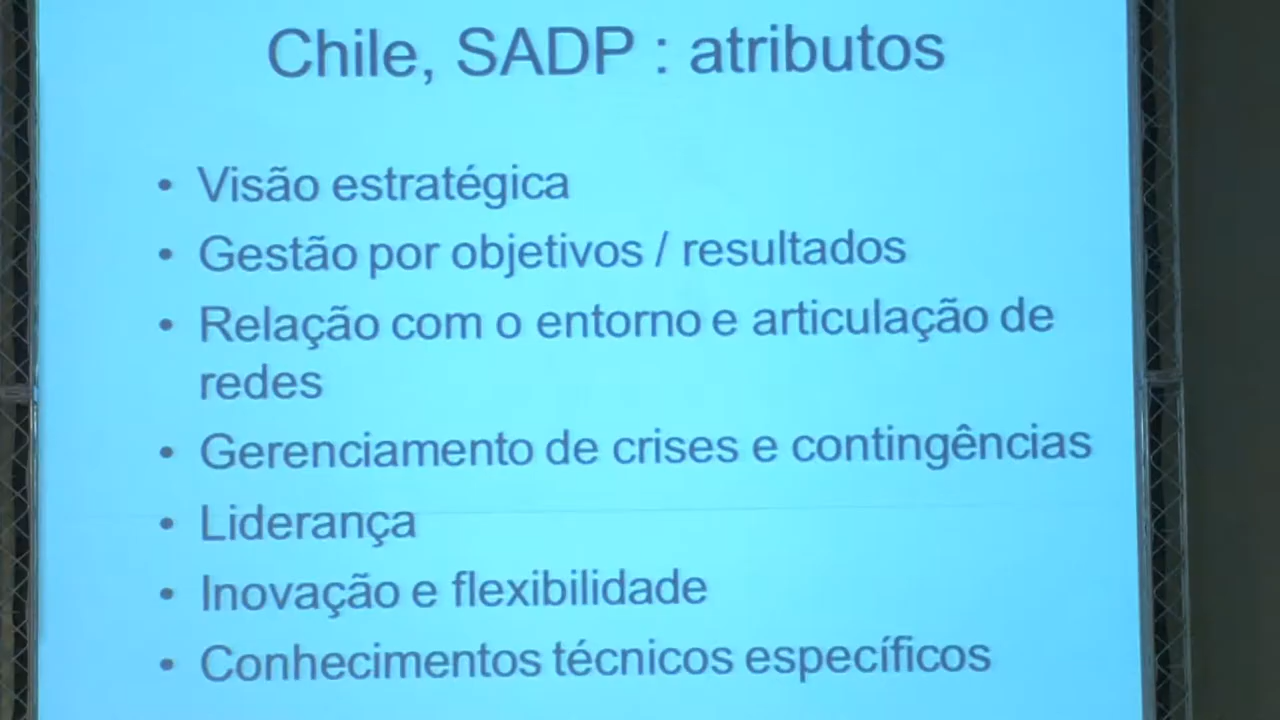 Chile, SADP : atributos
• Visão estratégica
• Gestão por objetivos / resultados
• Relação com o entorno e articulação de
redes
• Gerenciamento de crises e contingências
• Liderança
• Inovação e flexibilidade
• Conhecimentos técnicos específicos